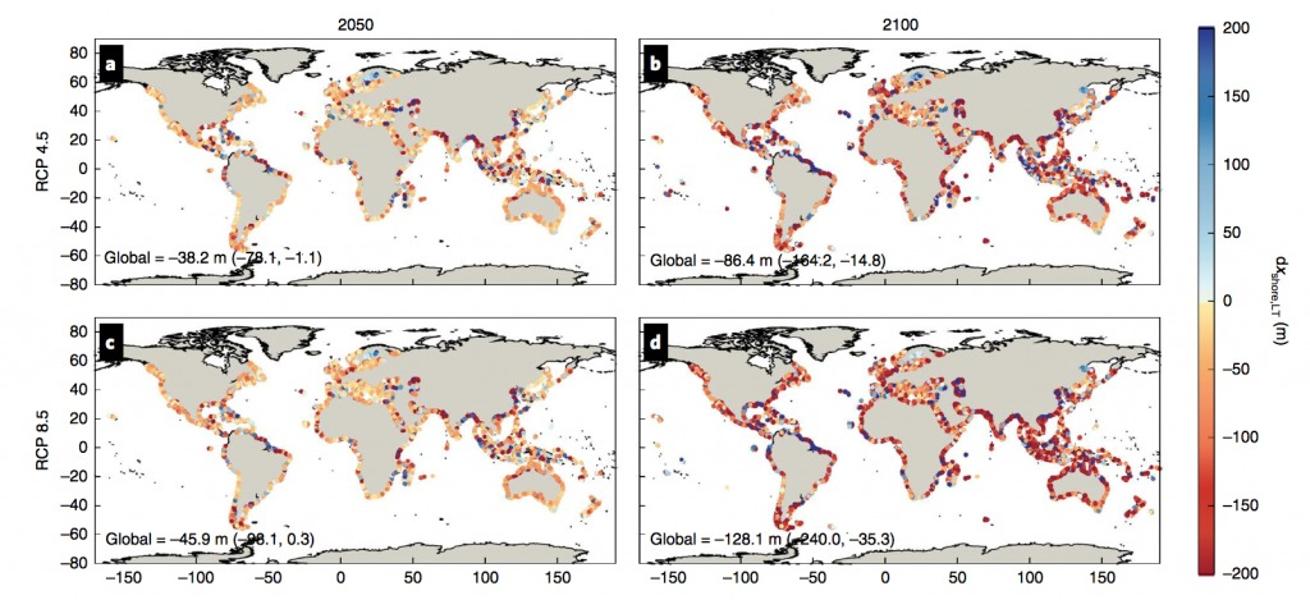 2050 2100
a b
RCP 4.5
80
60
40
20
0
−20
−40
−60
−80
Global = −38.2 m (−78.1, −1.1)
Global = −86.4 m (−164.2, −14.8)
c d
RCP 8.5
80
60
40
20
0
−20
−40
−60
−80
Global = −45.9 m (−98.1, 0.3)
Global = −128.1 m (−240.0, −35.3)
−150 −100 −50 0 50 100 150
−150 −100 −50 0 50 100 150
200
150
100
50
0
−50
−100
−150
−200
dxshore,LT (m)